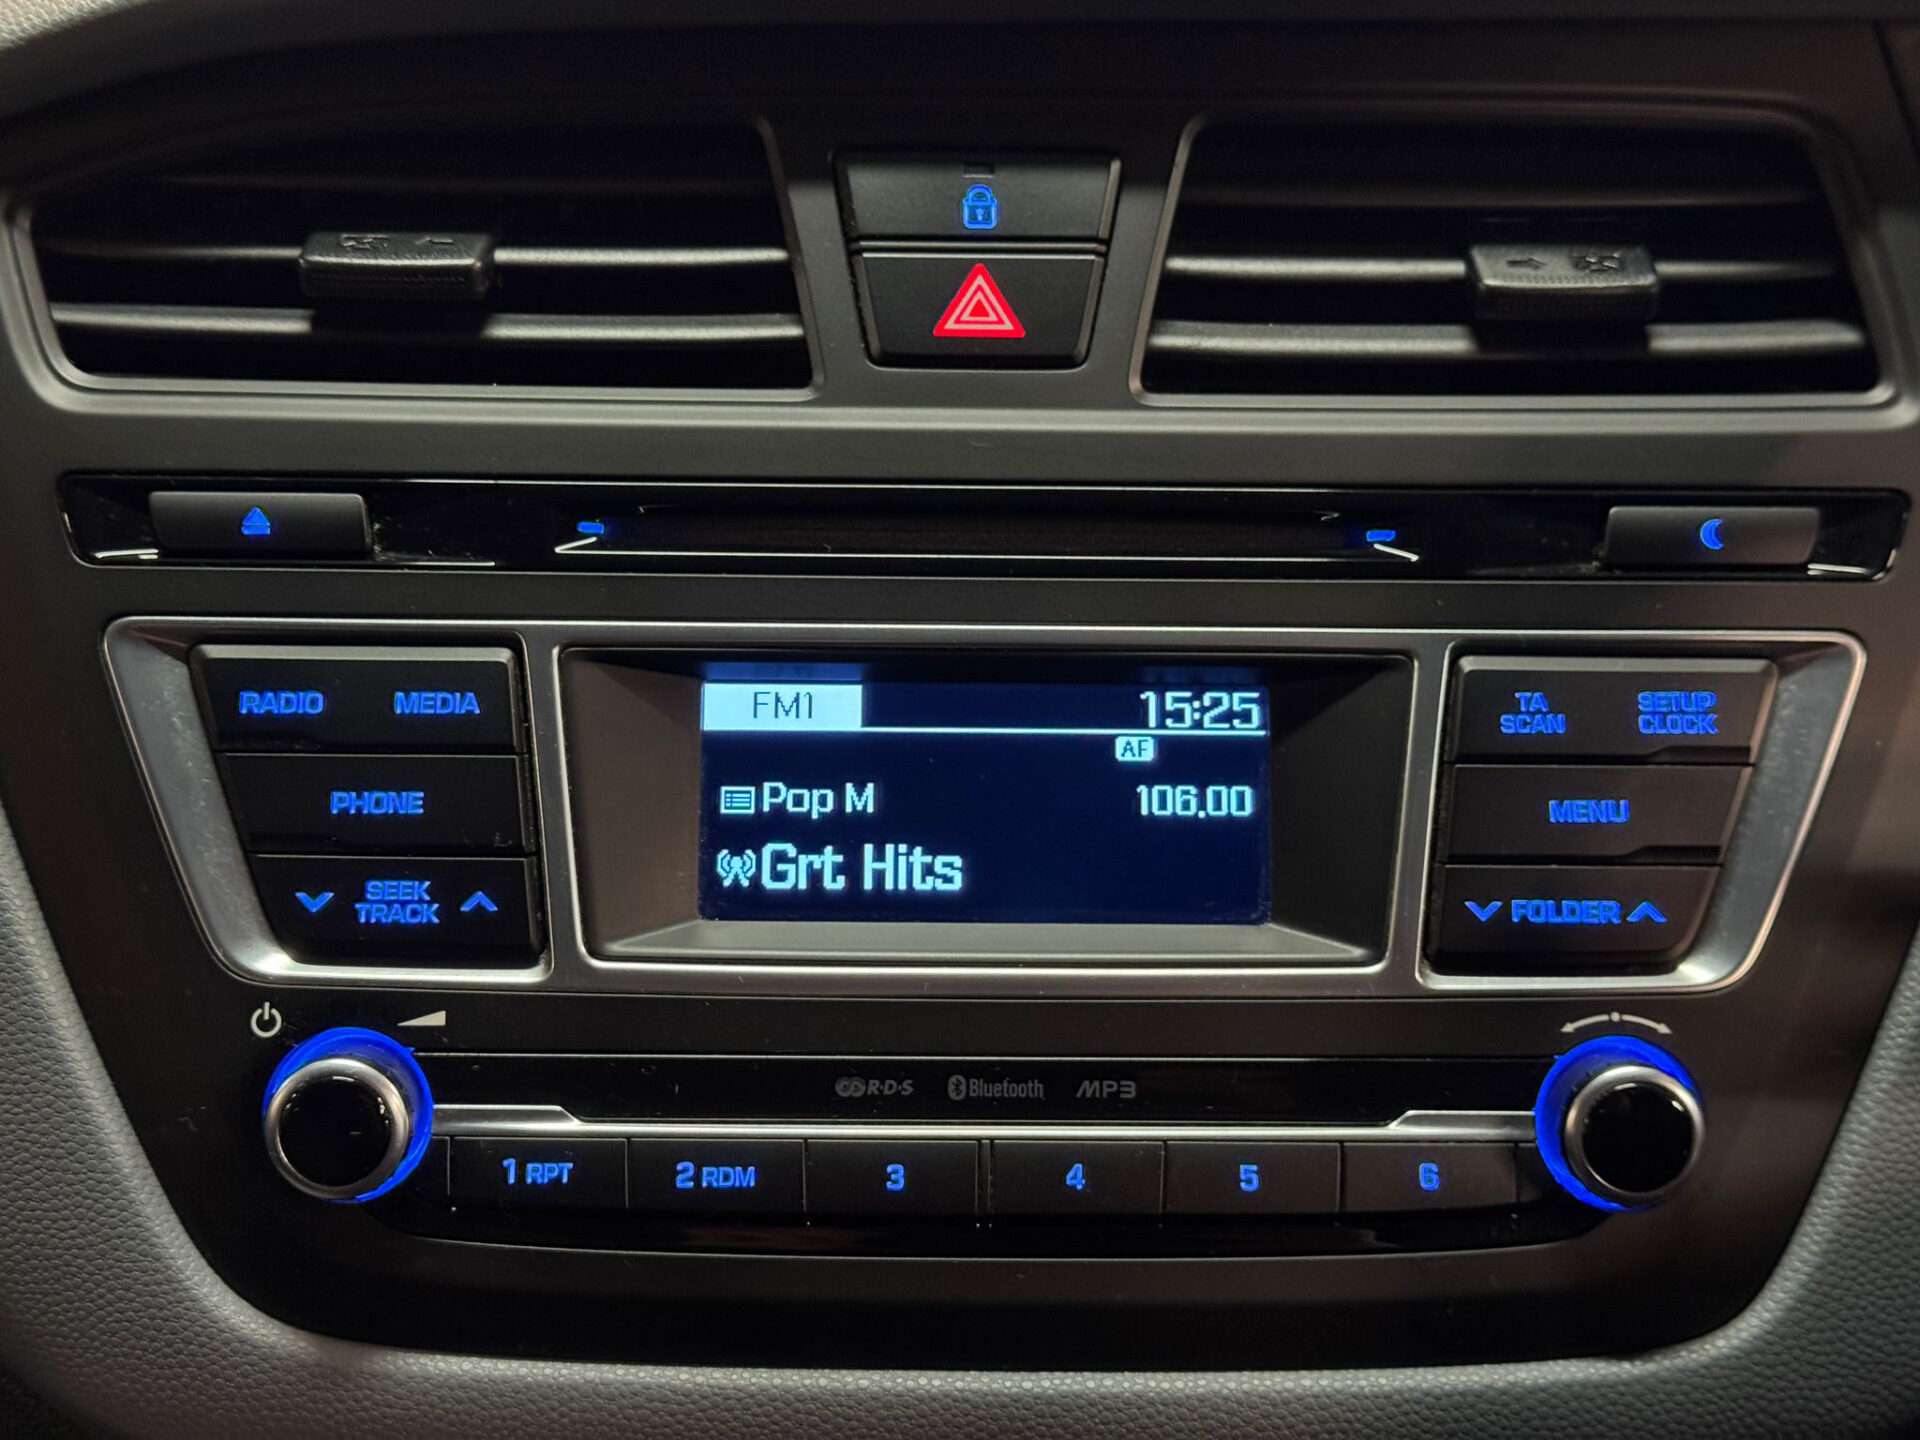 RADIO MEDIA
PHONE
SEEK
TRACK
FM1 15:25
AF
Pop M 106.00
Grt Hits
TA
SCAN
SETUP
CLOCK
MENU
FOLDER
R·D·S Bluetooth MP3
1 RPT 2 RDM 3 4 5 6